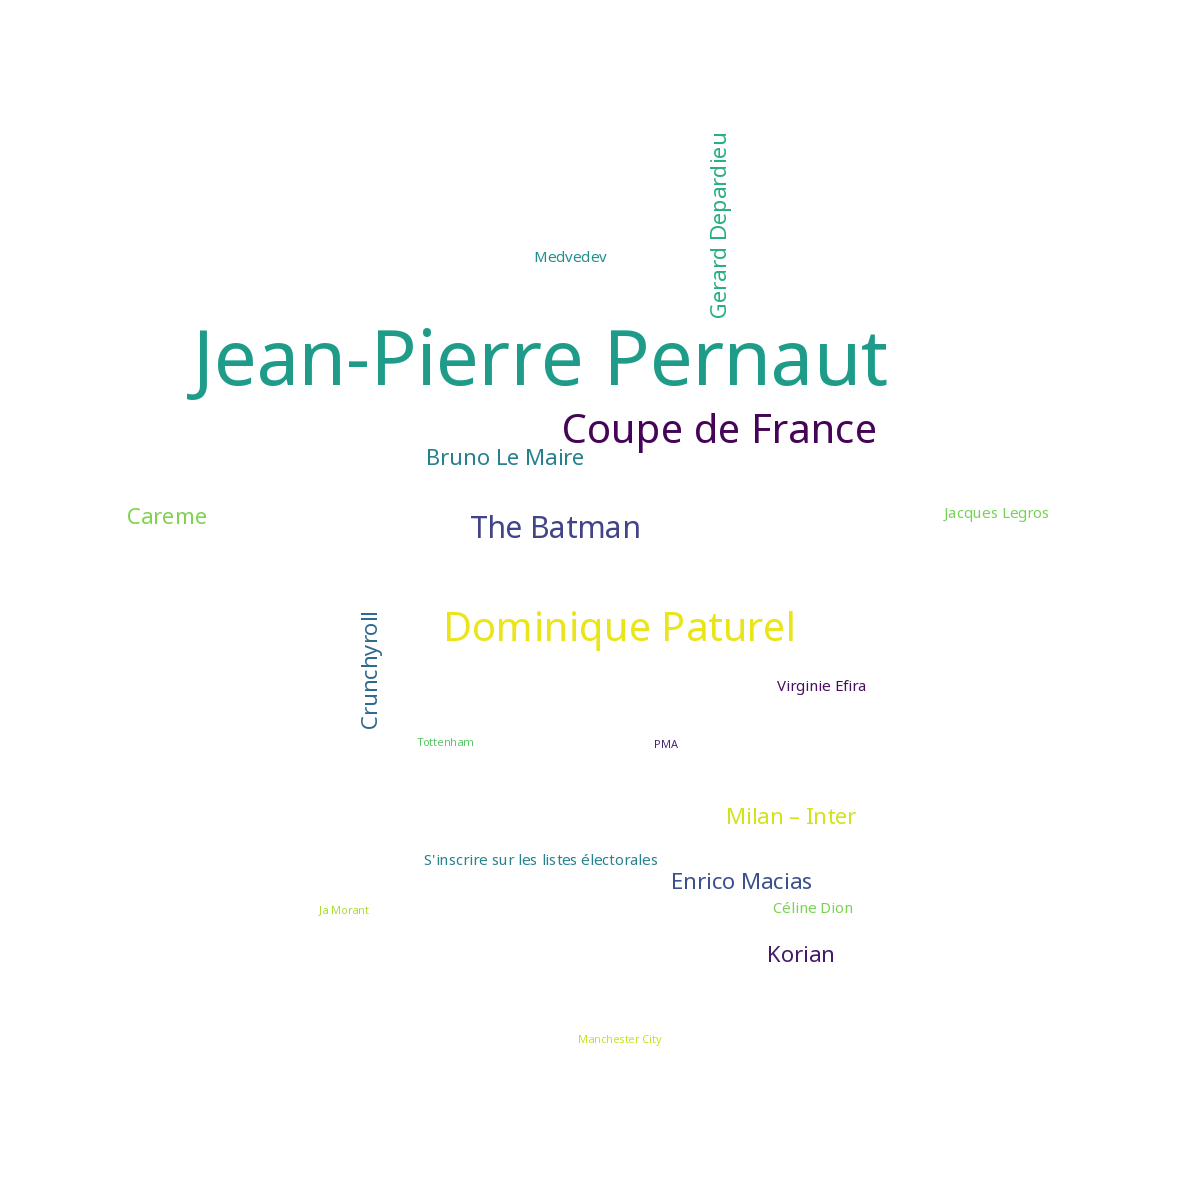 Gerard Depardieu
Medvedev
Jean-Pierre Pernaut
Coupe de France
Bruno Le Maire
Careme
The Batman
Jacques Legros
Crunchyroll
Dominique Paturel
Virginie Efira
Tottenham
PMA
Milan – Inter
S'inscrire sur les listes électorales
Enrico Macias
Ja Morant
Céline Dion
Korian
Manchester City